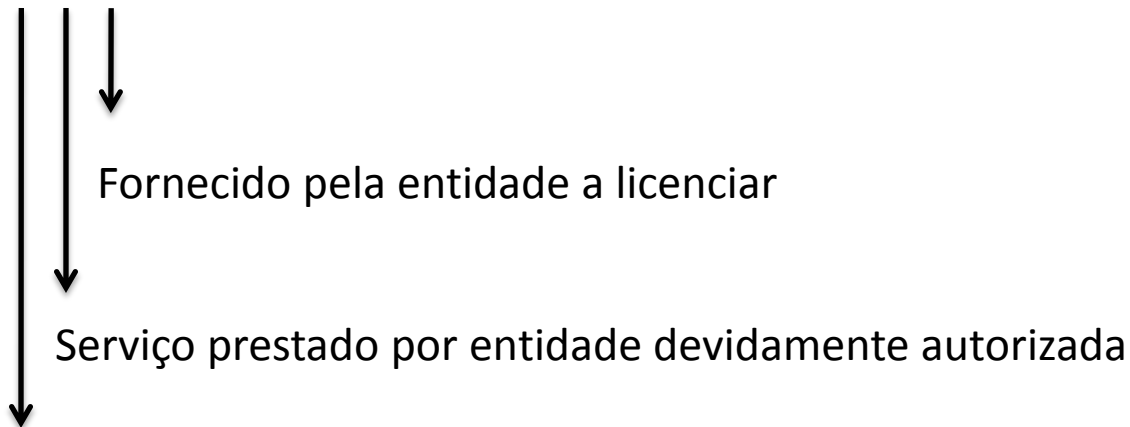 Fornecido pela entidade a licenciar
Serviço prestado por entidade devidamente autorizada